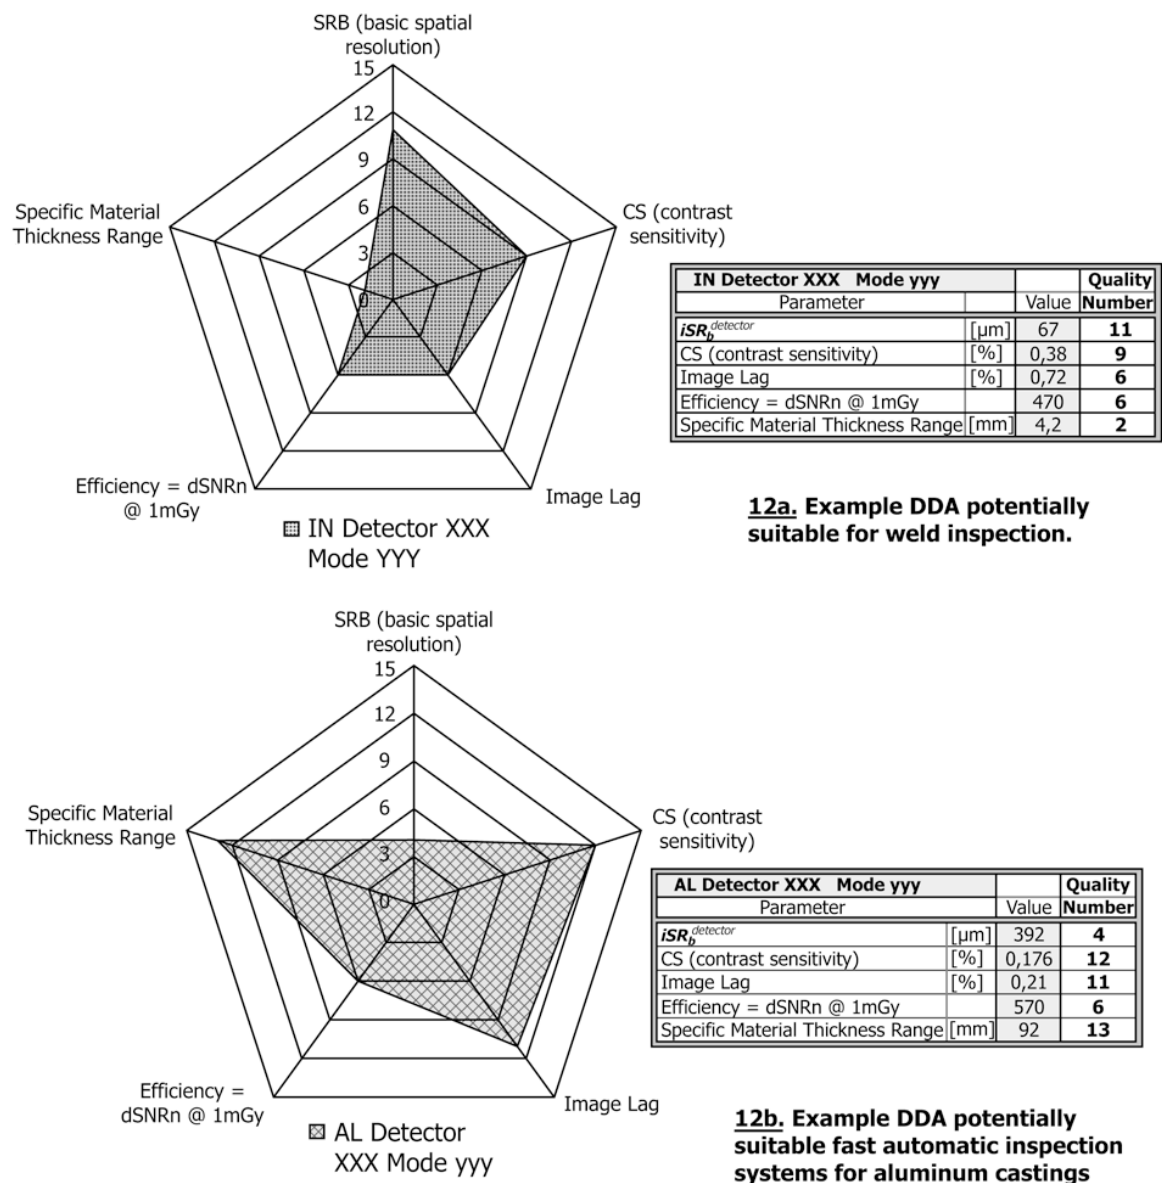 SRB (basic spatial
resolution)
15
12
9
6
3
0
Specific Material
Thickness Range
CS (contrast
sensitivity)
Efficiency = dSNRn
@ 1mGy
Image Lag
IN Detector XXX
Mode YYY
IN Detector XXX Mode yyy Quality
Parameter Value Number
iSR_b^detector [µm] 67 11
CS (contrast sensitivity) [%] 0,38 9
Image Lag [%] 0,72 6
Efficiency = dSNRn @ 1mGy 470 6
Specific Material Thickness Range [mm] 4,2 2
12a. Example DDA potentially
suitable for weld inspection.
SRB (basic spatial
resolution)
15
12
9
6
3
0
Specific Material
Thickness Range
CS (contrast
sensitivity)
Efficiency =
dSNRn @ 1mGy
Image Lag
AL Detector
XXX Mode yyy
AL Detector XXX Mode yyy Quality
Parameter Value Number
iSR_b^detector [µm] 392 4
CS (contrast sensitivity) [%] 0,176 12
Image Lag [%] 0,21 11
Efficiency = dSNRn @ 1mGy 570 6
Specific Material Thickness Range [mm] 92 13
12b. Example DDA potentially
suitable fast automatic inspection
systems for aluminum castings